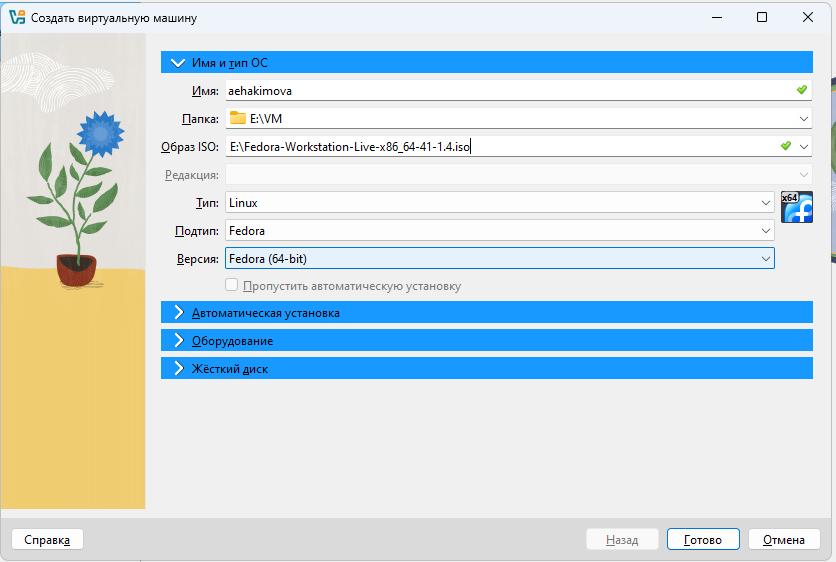 Создать виртуальную машину
Имя и тип ОС
Имя: aehakimova
Папка: E:\VM
Образ ISO: E:\Fedora-Workstation-Live-x86_64-41-1.4.iso
Редакция:
Тип: Linux
x64
Подтип: Fedora
Версия: Fedora (64-bit)
Пропустить автоматическую установку
Автоматическая установка
Оборудование
Жёсткий диск
Справка Назад Готово Отмена